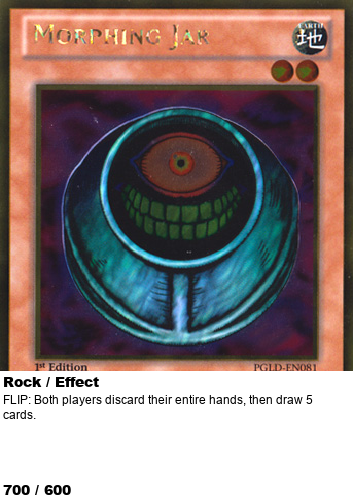 MORPHING JAR
EARTH
地
1st Edition
PGLD-EN081
Rock / Effect
FLIP: Both players discard their entire hands, then draw 5
cards.
700 / 600